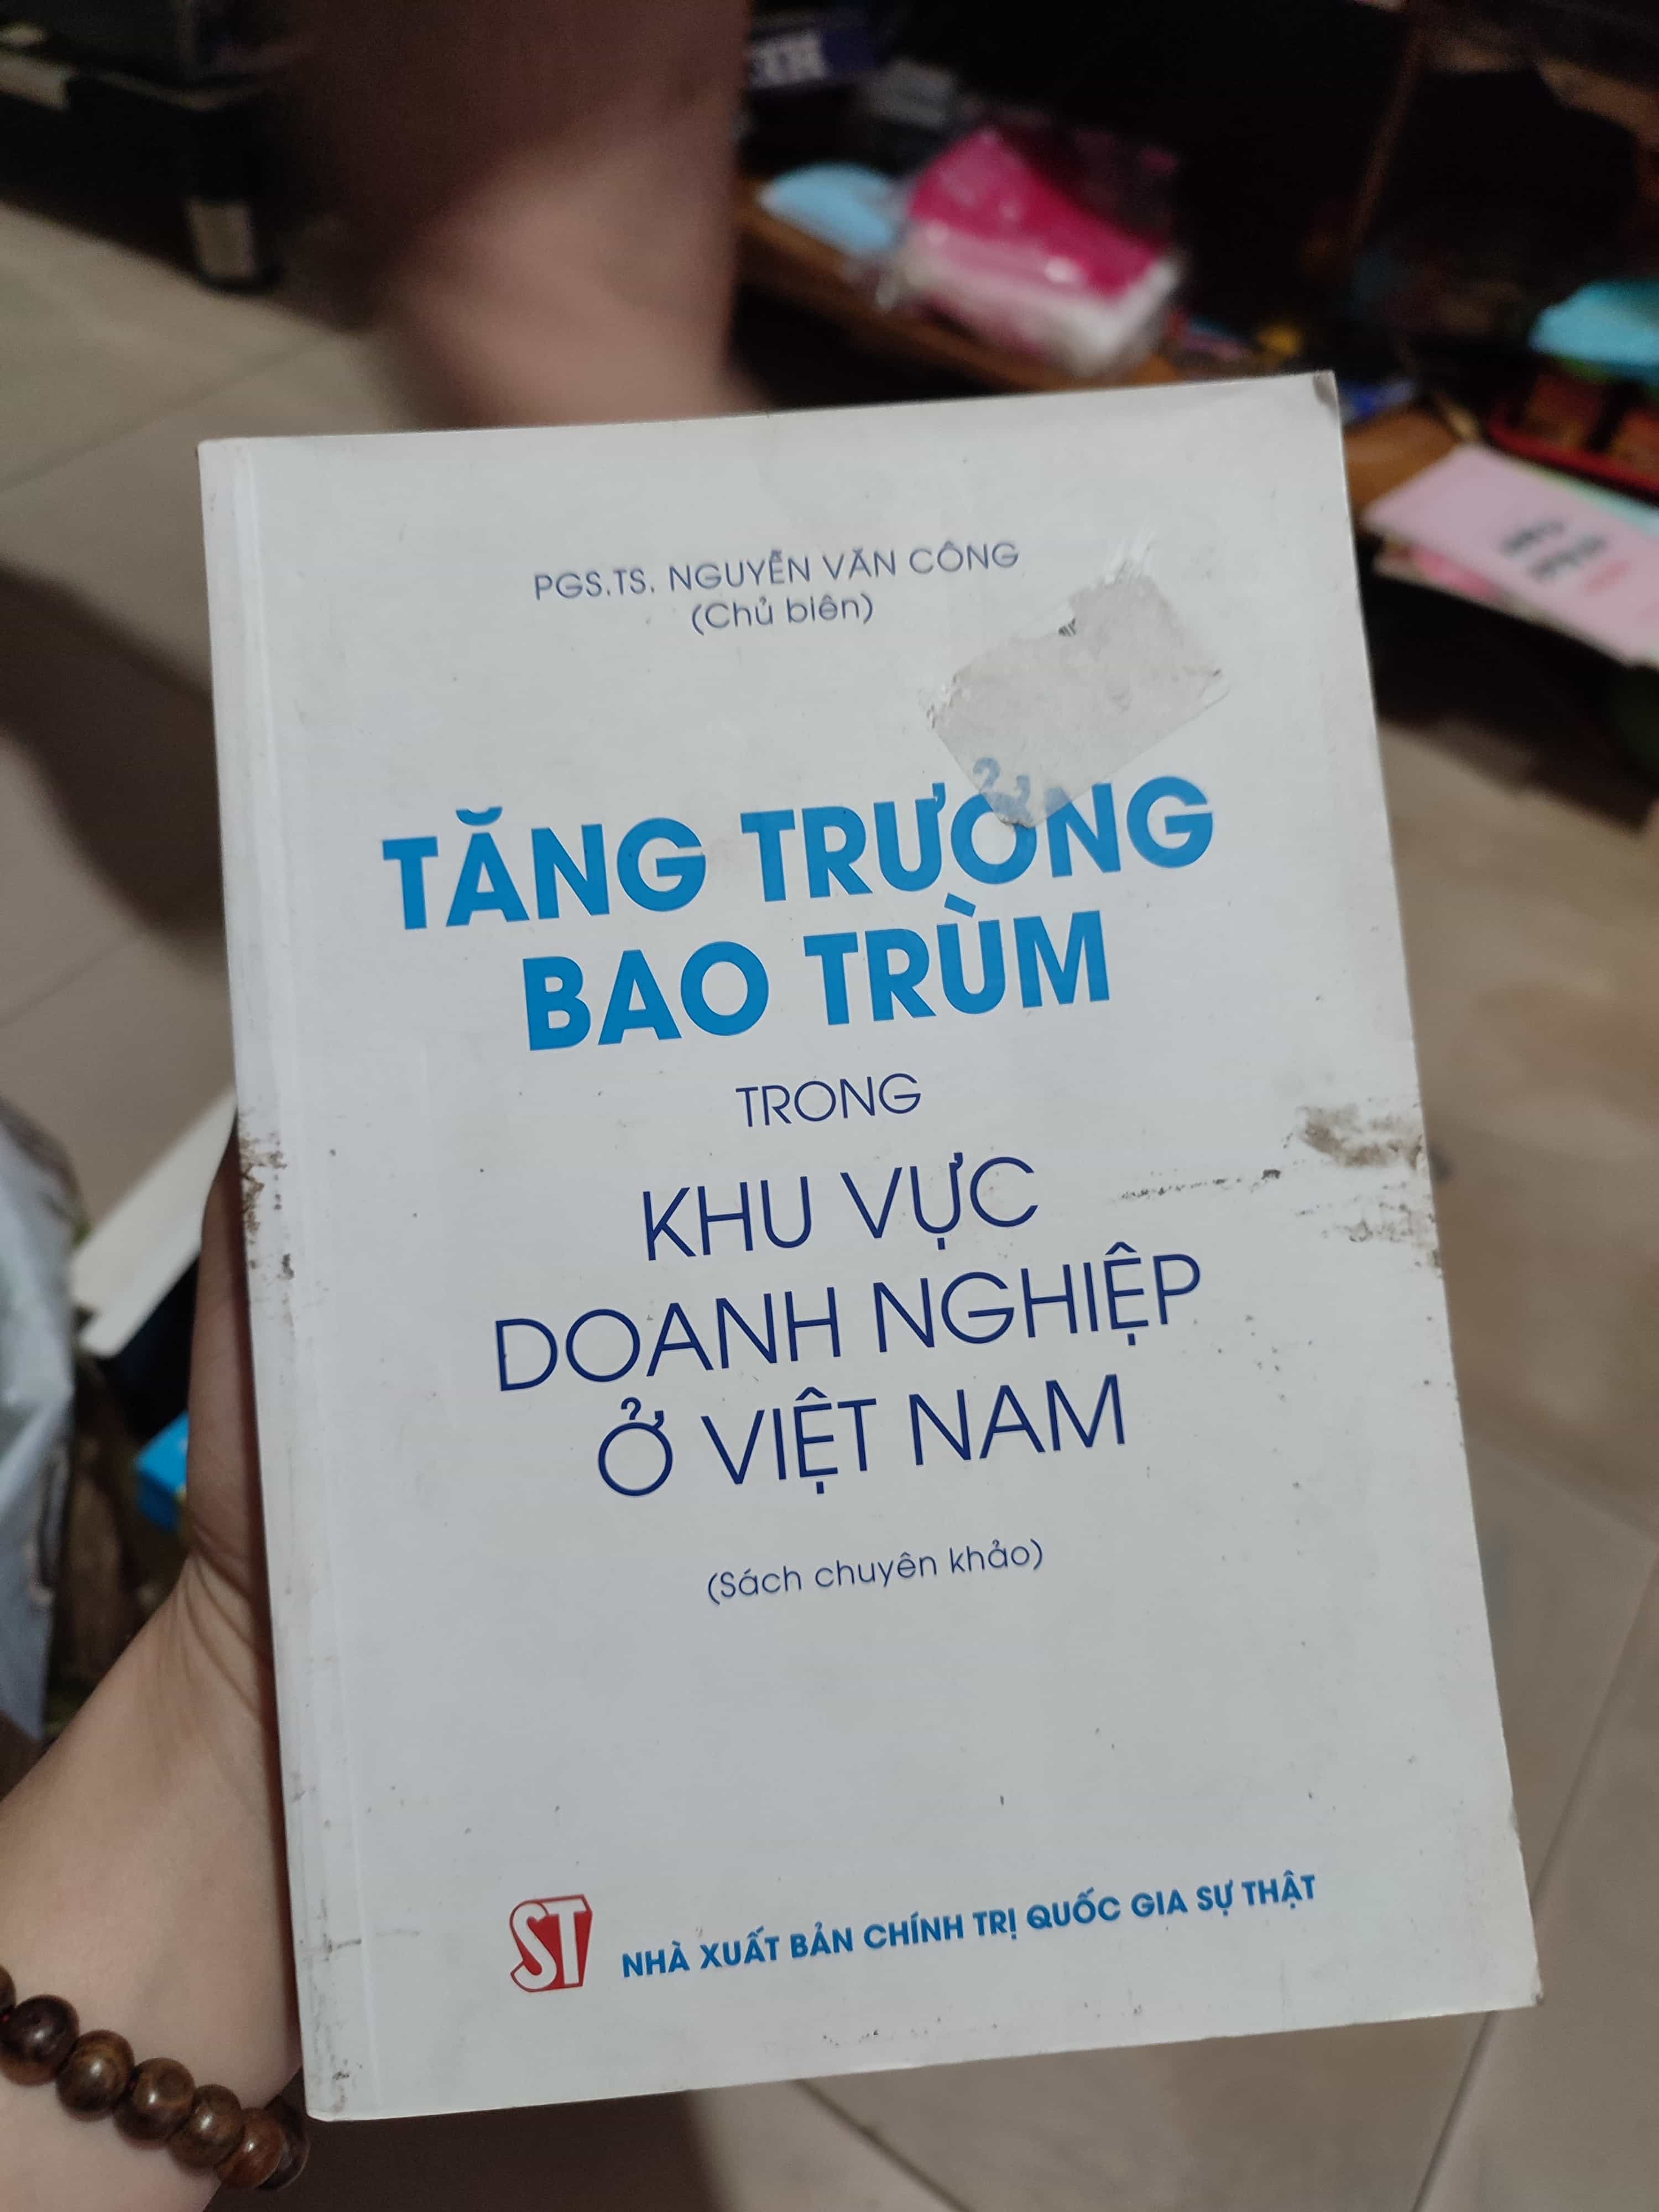 PGS.TS. NGUYỄN VĂN CÔNG
(Chủ biên)
TĂNG TRƯỞNG
BAO TRÙM
TRONG
KHU VỰC
DOANH NGHIỆP
Ở VIỆT NAM
(Sách chuyên khảo)
ST
NHÀ XUẤT BẢN CHÍNH TRỊ QUỐC GIA SỰ THẬT